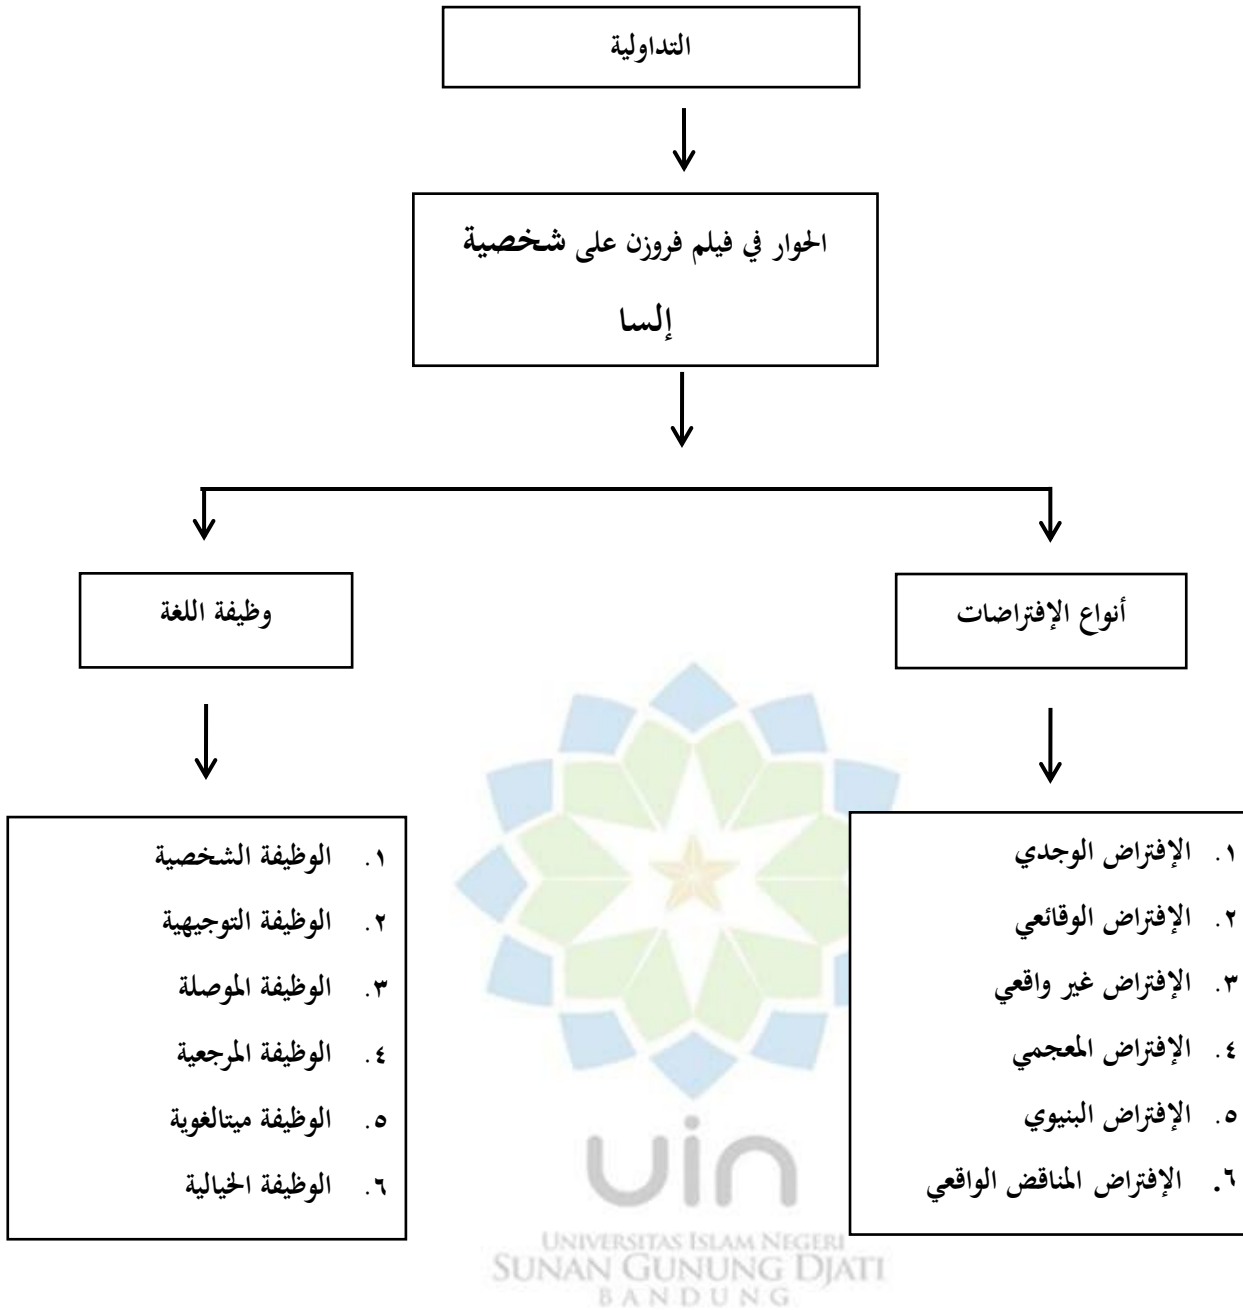 التداولية
الحوار في فيلم فروزن على شخصية
إلسا
أنواع الإفتراضات
وظيفة اللغة
١. الإفتراض الوجدي
٢. الإفتراض الوقائعي
٣. الإفتراض غير واقعي
٤. الإفتراض المعجمي
٥. الإفتراض البنيوي
٦. الإفتراض المناقض الواقعي
١. الوظيفة الشخصية
٢. الوظيفة التوجيهية
٣. الوظيفة الموصلة
٤. الوظيفة المرجعية
٥. الوظيفة ميتالغوية
٦. الوظيفة الخيالية
uin
UNIVERSITAS ISLAM NEGERI
SUNAN GUNUNG DJATI
BANDUNG